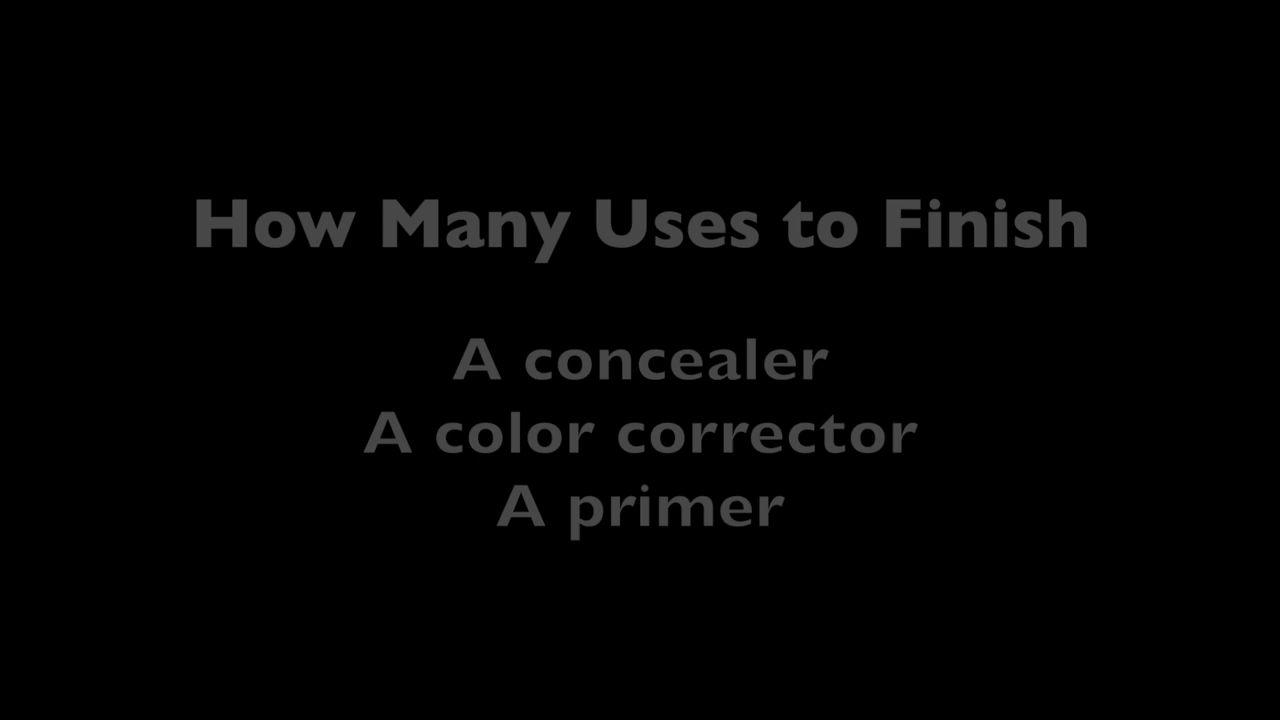 How Many Uses to Finish
A concealer
A color corrector
A primer